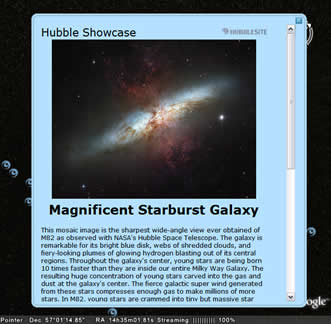 Hubble Showcase
HUBBLESITE
Magnificent Starburst Galaxy
This mosaic image is the sharpest wide-angle view ever obtained of
M82 as observed with NASA's Hubble Space Telescope. The galaxy is
remarkable for its bright blue disk, webs of shredded clouds, and
fiery-looking plumes of glowing hydrogen blasting out of its central
regions. Throughout the galaxy's center, young stars are being born
10 times faster than they are inside our entire Milky Way Galaxy. The
resulting huge concentration of young stars carved into the gas and
dust at the galaxy's center. The fierce galactic super wind generated
from these stars compresses enough gas to make millions of more
stars. In M82, young stars are crammed into tiny but massive star
Google
Pointer Dec 57°01'14.85" RA 14h35m01.81s Streaming |||||||||| 100%